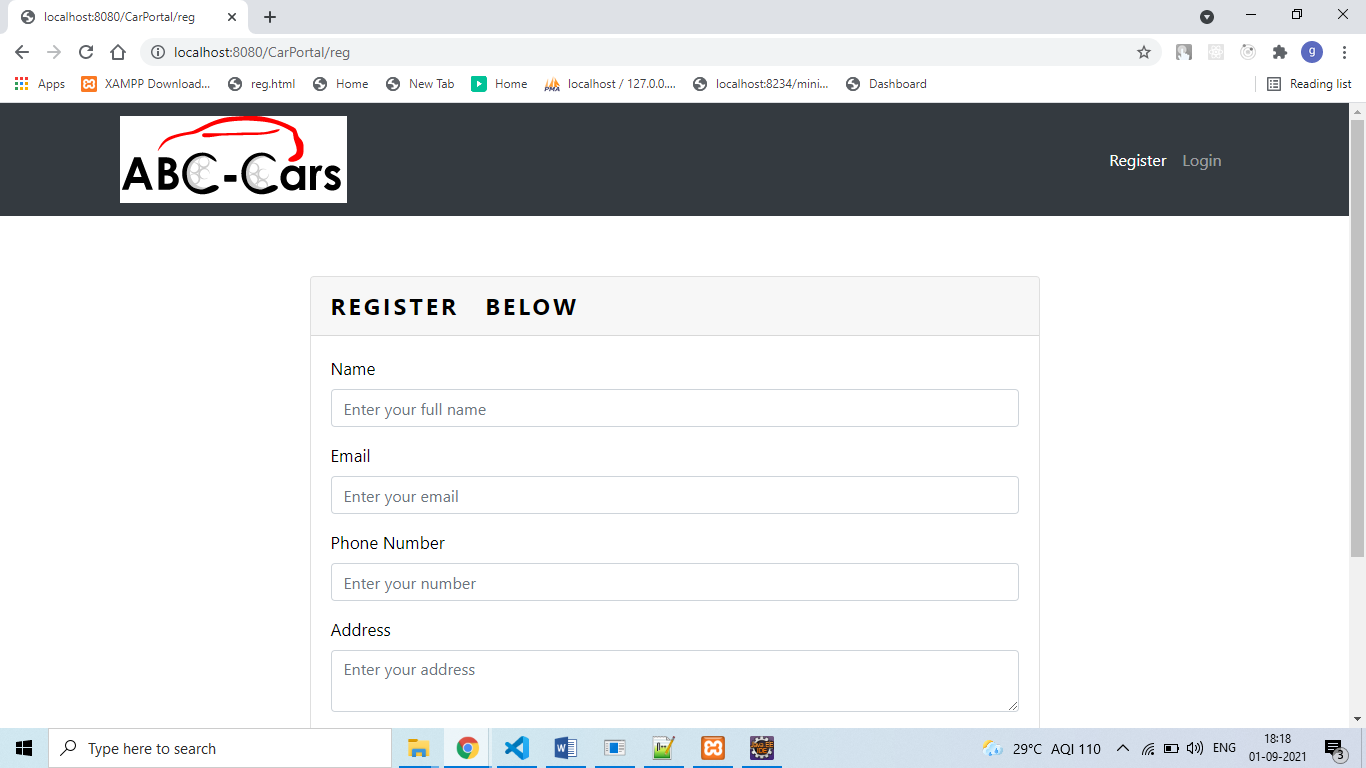 localhost:8080/CarPortal/reg
localhost:8080/CarPortal/reg
g
Apps XAMPP Download... reg.html Home New Tab Home localhost / 127.0.0.... localhost:8234/mini... Dashboard Reading list
ABC-Cars
Register Login
REGISTER BELOW
Name
Enter your full name
Email
Enter your email
Phone Number
Enter your number
Address
Enter your address
Type here to search
29°C AQI 110 ENG
18:18
01-09-2021
3